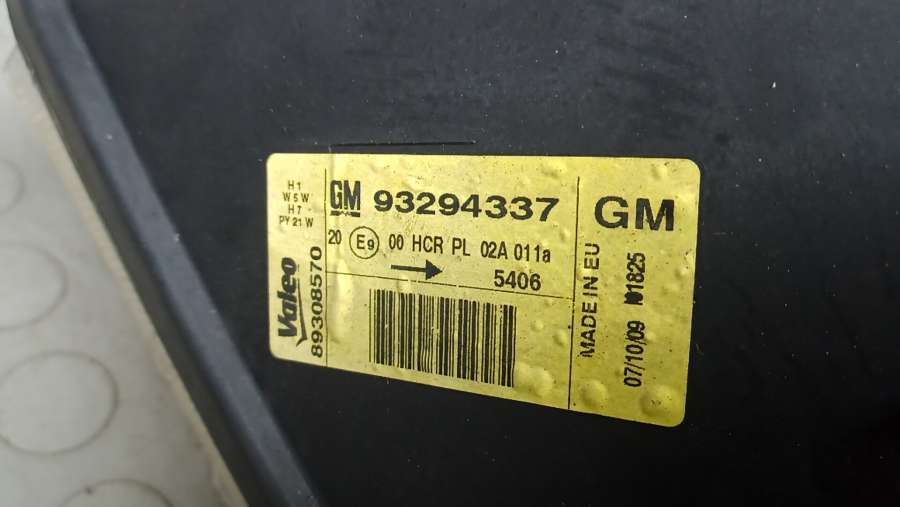 H1
W5W
H7
PY21W
GM 93294337
20 E9 00 HCR PL 02A 011a
5406
Valeo
89308570
GM
MADE IN EU
07/10/09